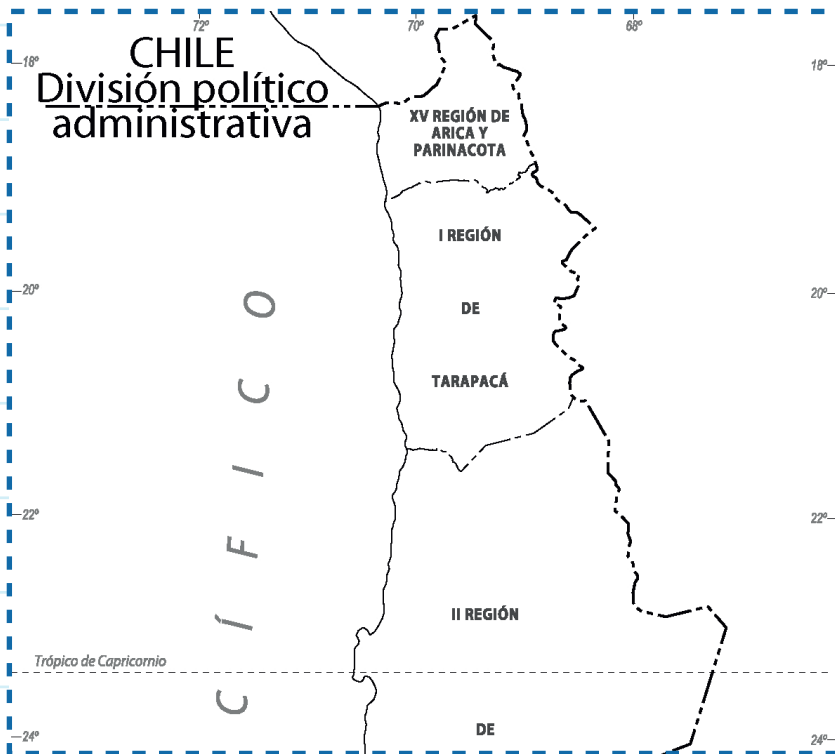 72º
70º
68º
CHILE
División político
administrativa
18º
18º
XV REGIÓN DE
ARICA Y
PARINACOTA
I REGIÓN
20º
20º
DE
TARAPACÁ
22º
22º
II REGIÓN
Trópico de Capricornio
CÍFICO
24º
24º
DE